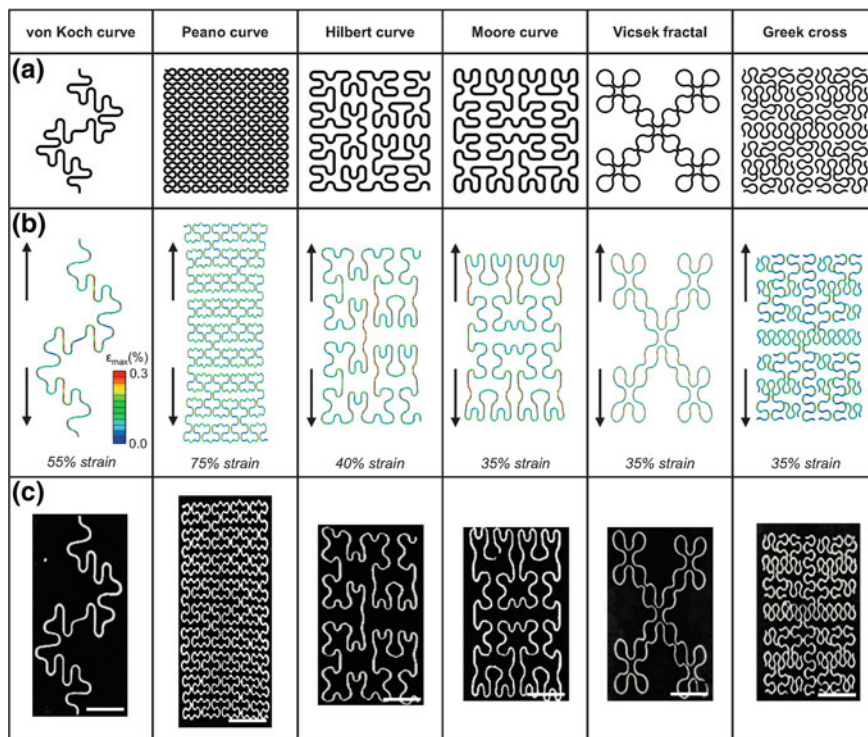 von Koch curve
Peano curve
Hilbert curve
Moore curve
Vicsek fractal
Greek cross
(a)
(b)
εmax(%)
0.3
0.0
55% strain
75% strain
40% strain
35% strain
35% strain
35% strain
(c)